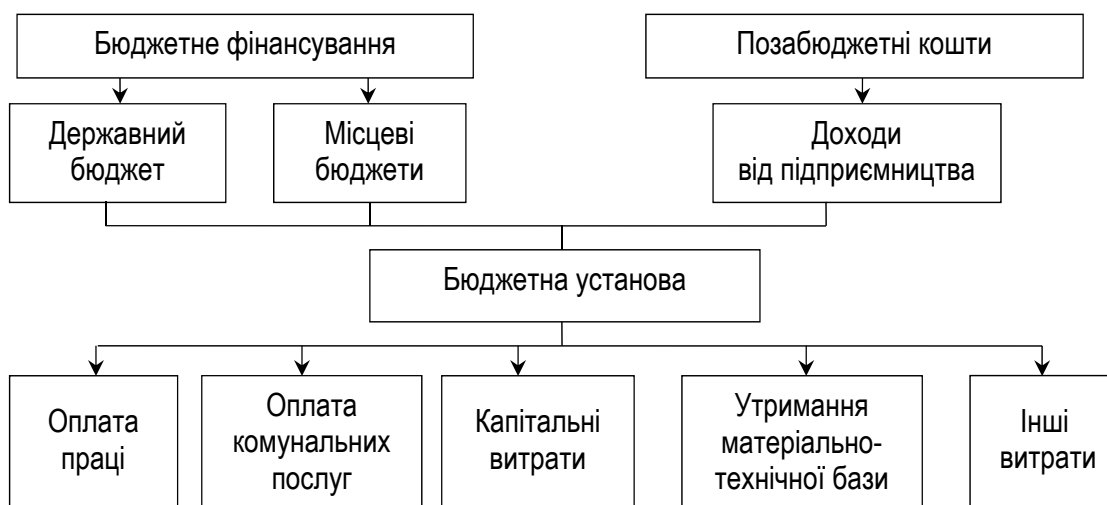 Бюджетне фінансування
Позабюджетні кошти
Державний
бюджет
Місцеві
бюджети
Доходи
від підприємництва
Бюджетна установа
Оплата
праці
Оплата
комунальних
послуг
Капітальні
витрати
Утримання
матеріально-
технічної бази
Інші
витрати